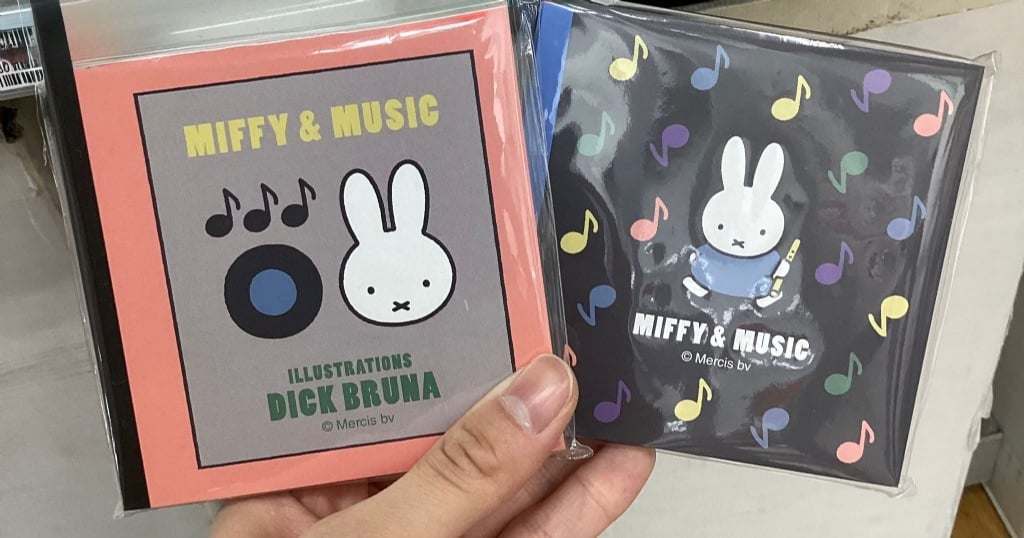 MIFFY & MUSIC
ILLUSTRATIONS
DICK BRUNA
© Mercis bv
MIFFY & MUSIC
© Mercis bv